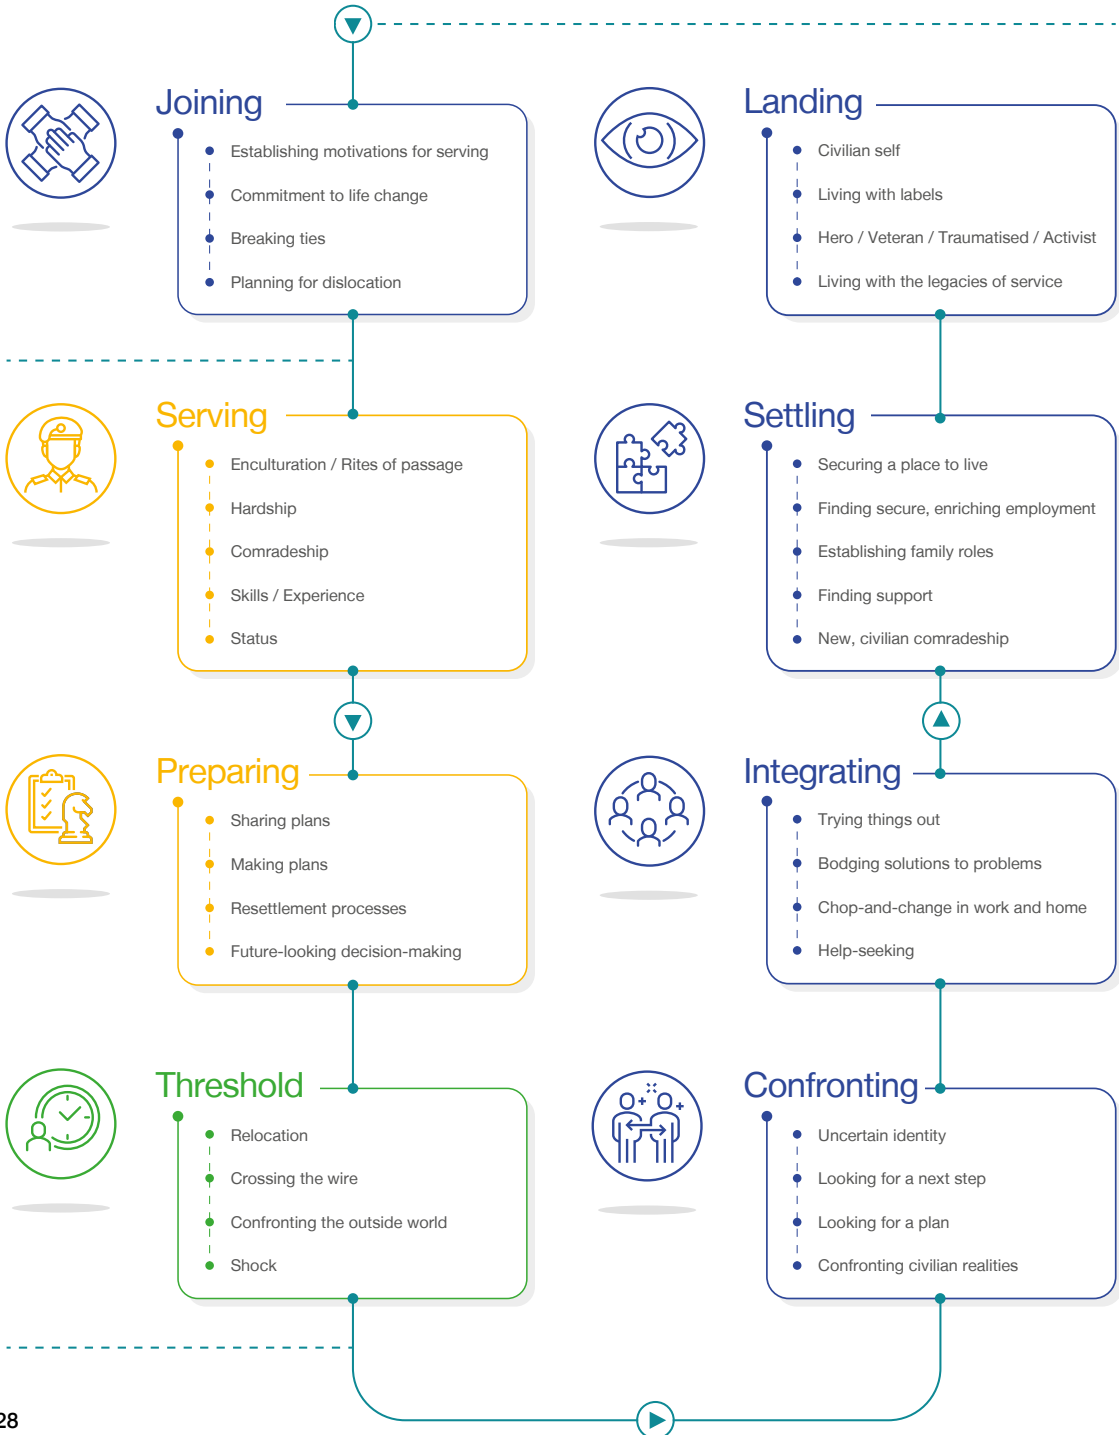 Joining
Establishing motivations for serving
Commitment to life change
Breaking ties
Planning for dislocation
Serving
Enculturation / Rites of passage
Hardship
Comradeship
Skills / Experience
Status
Preparing
Sharing plans
Making plans
Resettlement processes
Future-looking decision-making
Threshold
Relocation
Crossing the wire
Confronting the outside world
Shock
Landing
Civilian self
Living with labels
Hero / Veteran / Traumatised / Activist
Living with the legacies of service
Settling
Securing a place to live
Finding secure, enriching employment
Establishing family roles
Finding support
New, civilian comradeship
Integrating
Trying things out
Bodging solutions to problems
Chop-and-change in work and home
Help-seeking
Confronting
Uncertain identity
Looking for a next step
Looking for a plan
Confronting civilian realities
28